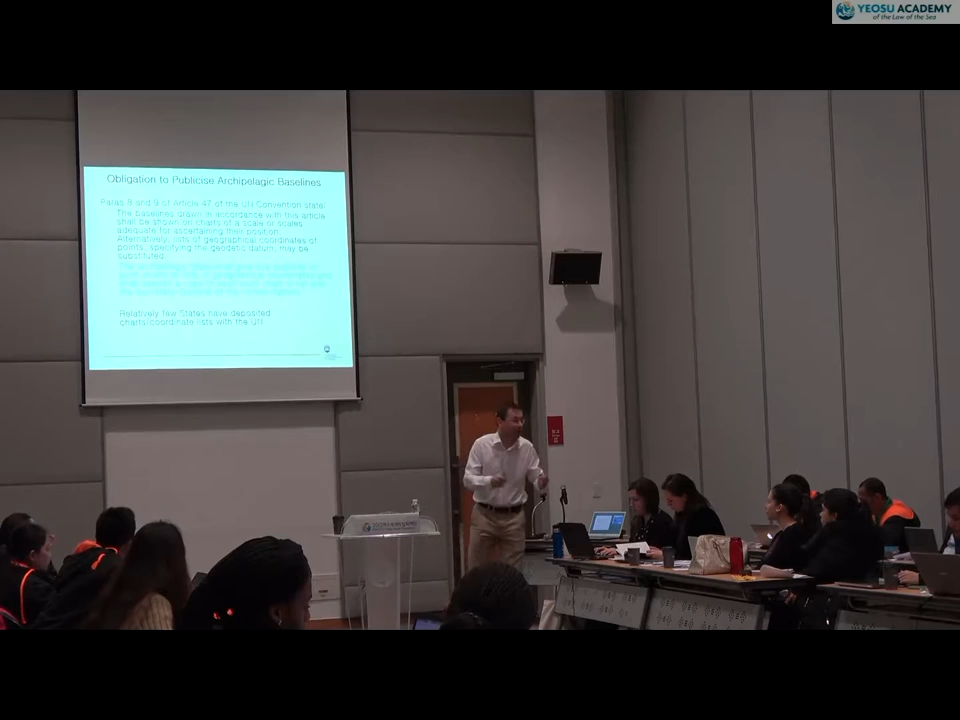 YEOSU ACADEMY
of the Law of the Sea
Obligation to Publicise Archipelagic Baselines
Paras 8 and 9 of Article 47 of the UN Convention state:
The baselines drawn in accordance with this article
shall be shown on charts of a scale or scales
adequate for ascertaining their position.
Alternatively, lists of geographical coordinates of
points, specifying the geodetic datum, may be
substituted.
Relatively few States have deposited
charts/coordinate lists with the UN
YEOSU ACADEMY